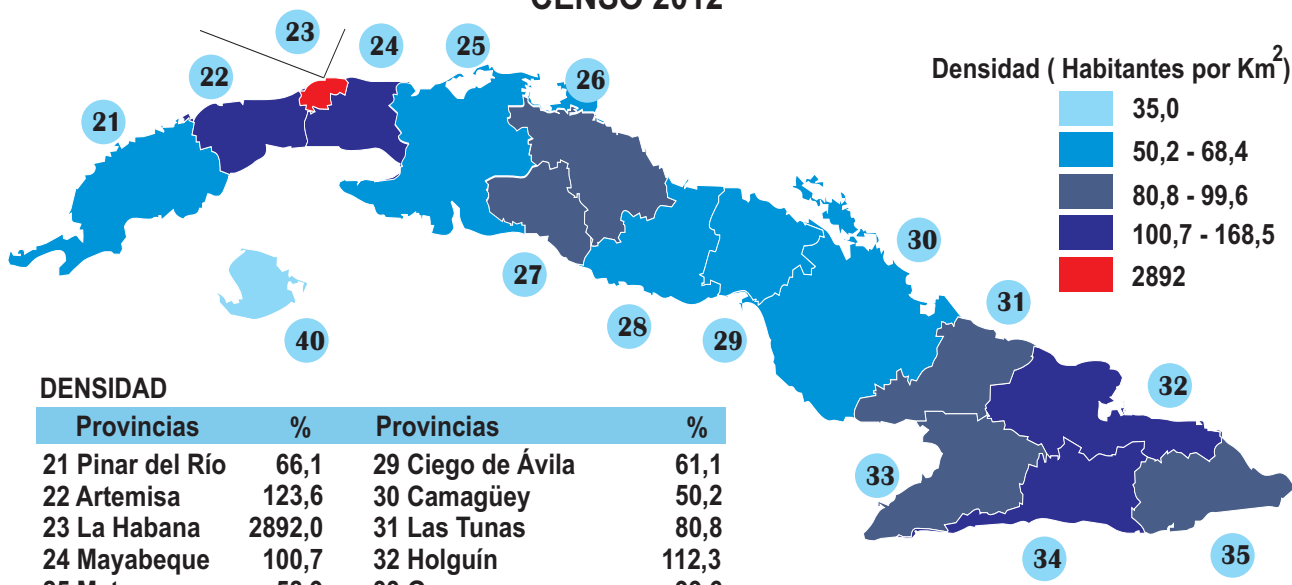 CENSO 2012
23
24
25
22
26
21
Densidad ( Habitantes por Km2)
35,0
50,2 - 68,4
80,8 - 99,6
100,7 - 168,5
2892
30
27
31
28
29
40
32
33
34
35
DENSIDAD
Provincias % Provincias %
21 Pinar del Río 66,1 29 Ciego de Ávila 61,1
22 Artemisa 123,6 30 Camagüey 50,2
23 La Habana 2892,0 31 Las Tunas 80,8
24 Mayabeque 100,7 32 Holguín 112,3